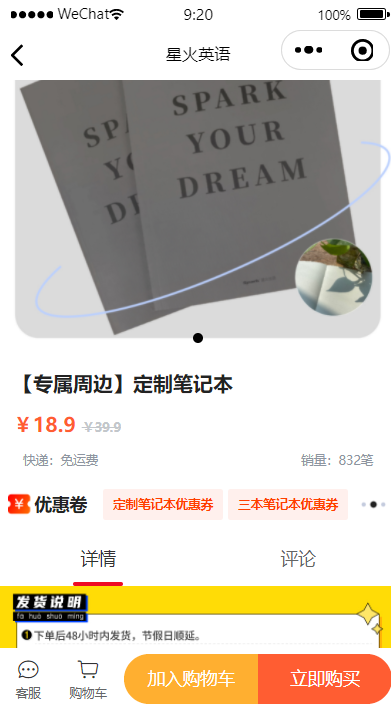 WeChat 9:20 100%
星火英语
SPARK
YOUR
DREAM
SPARK
YOUR
DREAM
【专属周边】定制笔记本
￥18.9 ￥39.9
快递：免运费 销量：832笔
优惠卷 定制笔记本优惠券 三本笔记本优惠券
详情 评论
发货说明
fa huo shuo ming
❶下单后48小时内发货，节假日顺延。
客服 购物车 加入购物车 立即购买